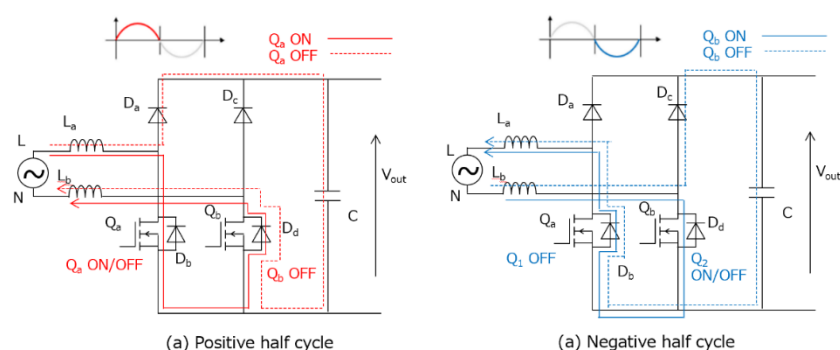 Qa ON
Qa OFF
Da
Dc
La
L
N
Lb
Qa
Qb
Dd
Db
C
Vout
Qa ON/OFF
Qb OFF
(a) Positive half cycle
Qb ON
Qb OFF
Da
Dc
La
L
N
Lb
Qa
Qb
Dd
Db
C
Vout
Q1 OFF
Q2
ON/OFF
(a) Negative half cycle